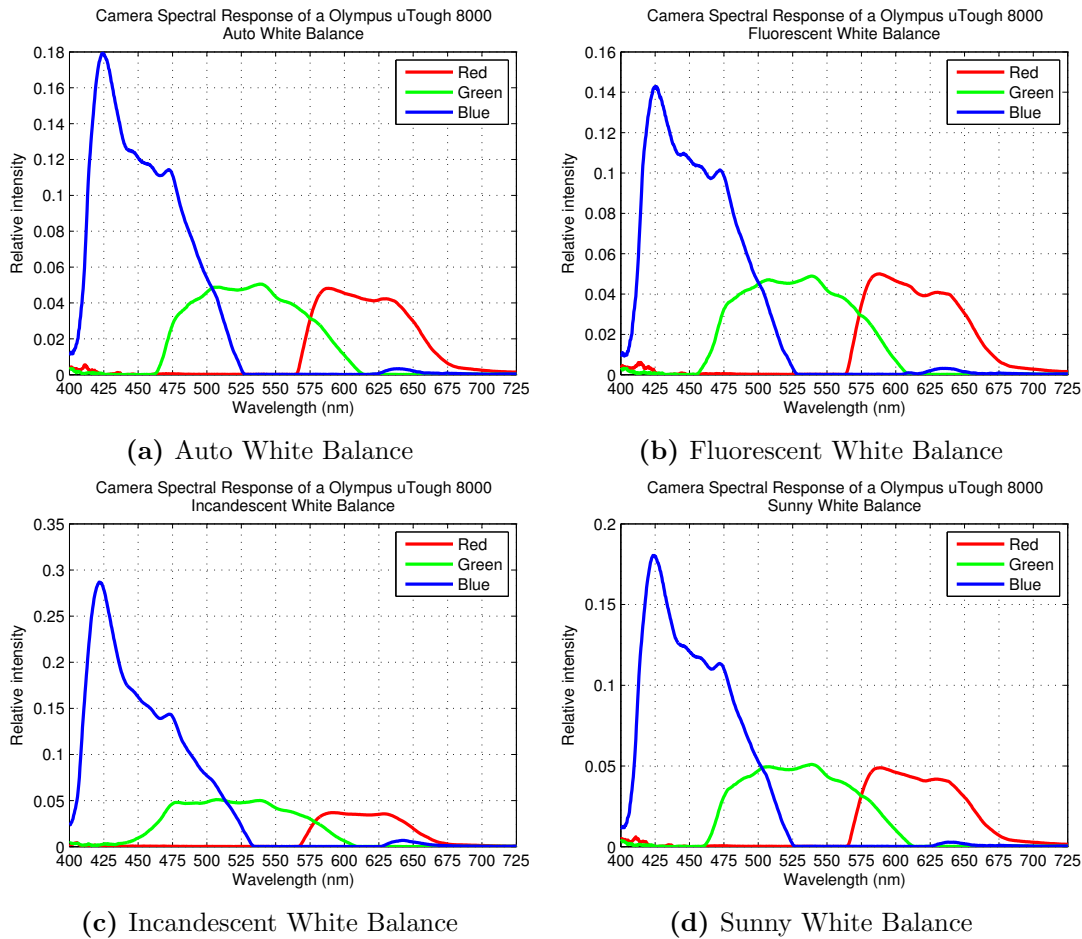 Camera Spectral Response of a Olympus uTough 8000
Auto White Balance
0.18
0.16
0.14
0.12
0.1
0.08
0.06
0.04
0.02
0
Relative intensity
400 425 450 475 500 525 550 575 600 625 650 675 700 725
Wavelength (nm)
Red
Green
Blue
(a) Auto White Balance
Camera Spectral Response of a Olympus uTough 8000
Fluorescent White Balance
0.16
0.14
0.12
0.1
0.08
0.06
0.04
0.02
0
Relative intensity
400 425 450 475 500 525 550 575 600 625 650 675 700 725
Wavelength (nm)
Red
Green
Blue
(b) Fluorescent White Balance
Camera Spectral Response of a Olympus uTough 8000
Incandescent White Balance
0.35
0.3
0.25
0.2
0.15
0.1
0.05
0
Relative intensity
400 425 450 475 500 525 550 575 600 625 650 675 700 725
Wavelength (nm)
Red
Green
Blue
(c) Incandescent White Balance
Camera Spectral Response of a Olympus uTough 8000
Sunny White Balance
0.2
0.15
0.1
0.05
0
Relative intensity
400 425 450 475 500 525 550 575 600 625 650 675 700 725
Wavelength (nm)
Red
Green
Blue
(d) Sunny White Balance